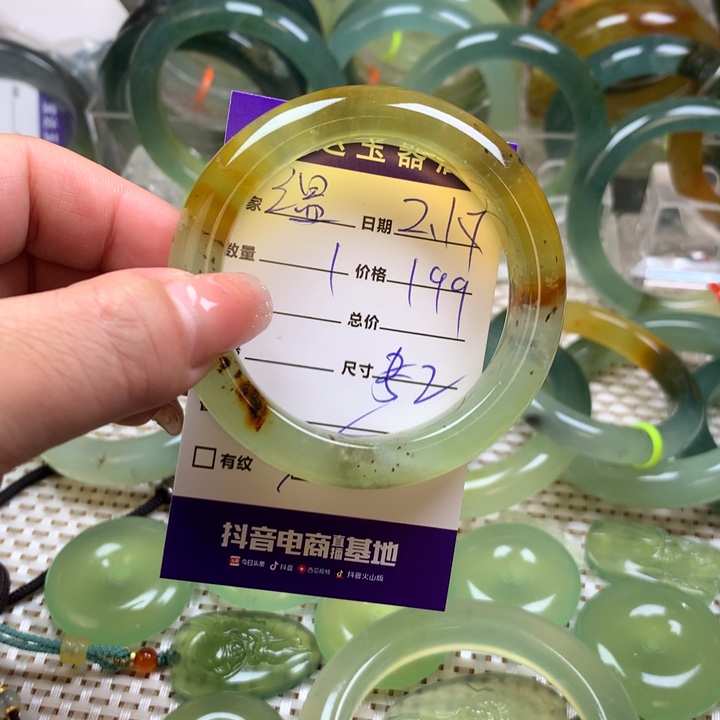 玉器
家 温 日期 2.17
数量 1 价格 199
总价
尺寸 52
有纹
抖音电商直播基地
今日头条 抖音 西瓜视频 抖音火山版